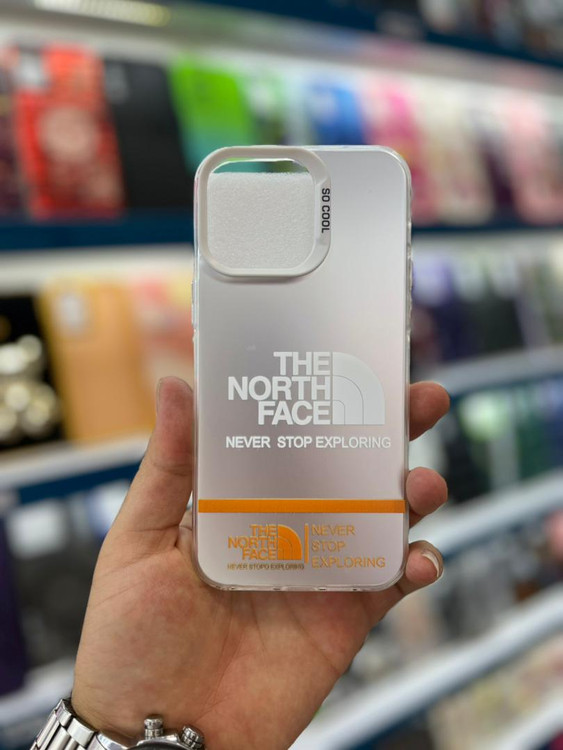 SO COOL
THE
NORTH
FACE
NEVER STOP EXPLORING
THE
NORTH
FACE
NEVER STOPO EXPLORING
NEVER
STOP
EXPLORING